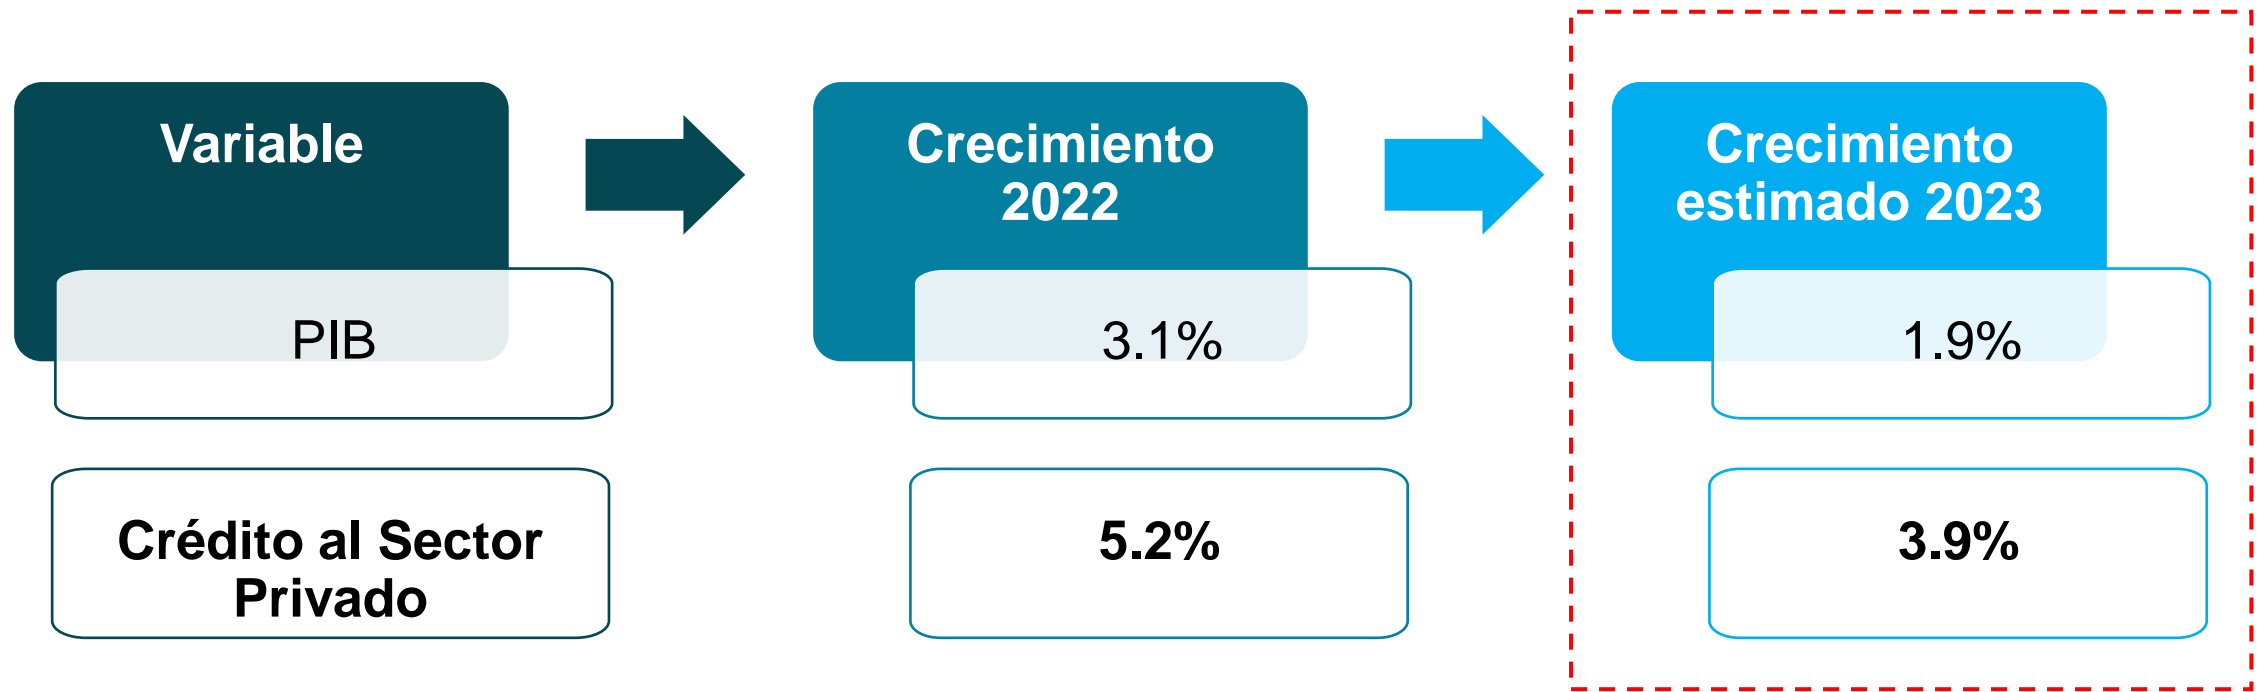 Variable
Crecimiento
2022
Crecimiento
estimado 2023
PIB
3.1%
1.9%
Crédito al Sector
Privado
5.2%
3.9%